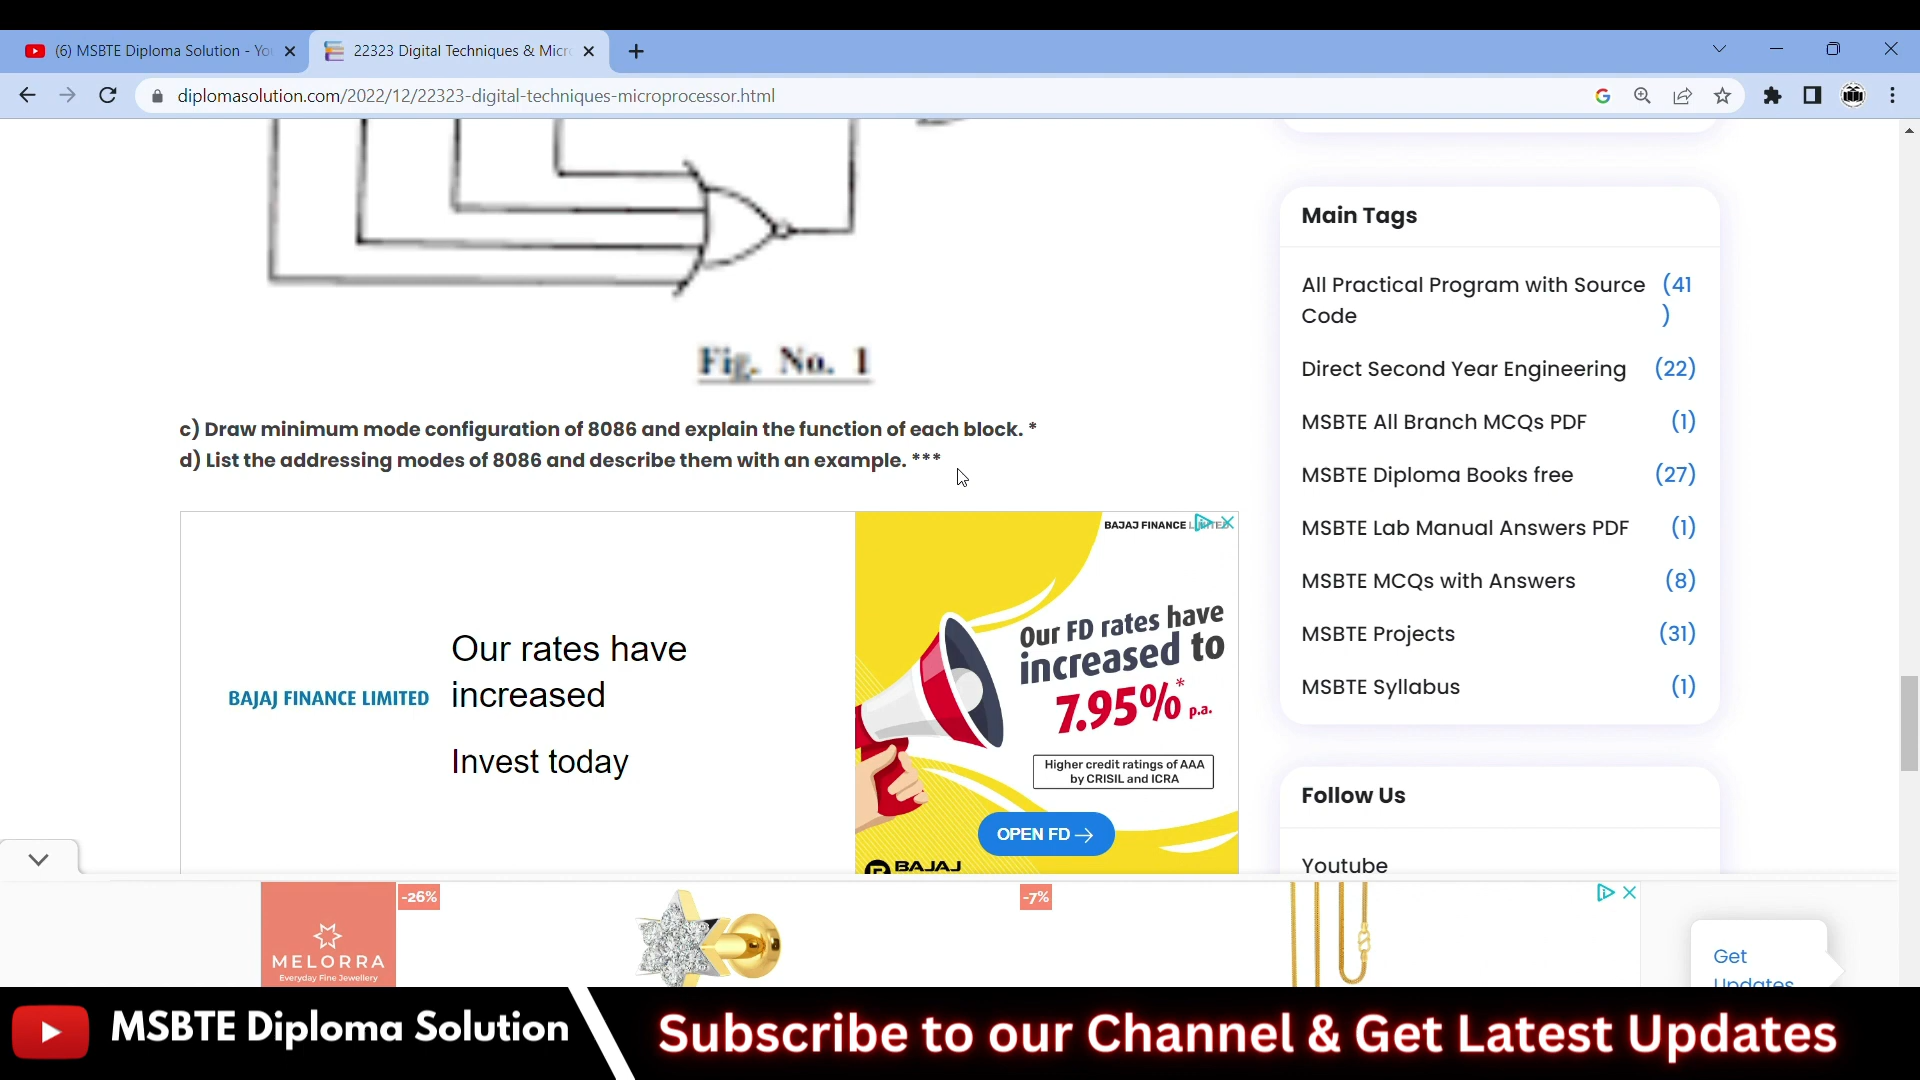 (6) MSBTE Diploma Solution - You
22323 Digital Techniques & Micro
diplomasolution.com/2022/12/22323-digital-techniques-microprocessor.html
Fig. No. 1
c) Draw minimum mode configuration of 8086 and explain the function of each block. *
d) List the addressing modes of 8086 and describe them with an example. ***
BAJAJ FINANCE LIMITED
Our rates have
increased
Invest today
BAJAJ FINANCE LIMITED
Our FD rates have
increased to
7.95%* p.a.
Higher credit ratings of AAA
by CRISIL and ICRA
OPEN FD
BAJAJ
Main Tags
All Practical Program with Source (41
Code )
Direct Second Year Engineering (22)
MSBTE All Branch MCQs PDF (1)
MSBTE Diploma Books free (27)
MSBTE Lab Manual Answers PDF (1)
MSBTE MCQs with Answers (8)
MSBTE Projects (31)
MSBTE Syllabus (1)
Follow Us
Youtube
-26%
MELORRA
Everyday Fine Jewellery
-7%
Get
Updates
MSBTE Diploma Solution
Subscribe to our Channel & Get Latest Updates